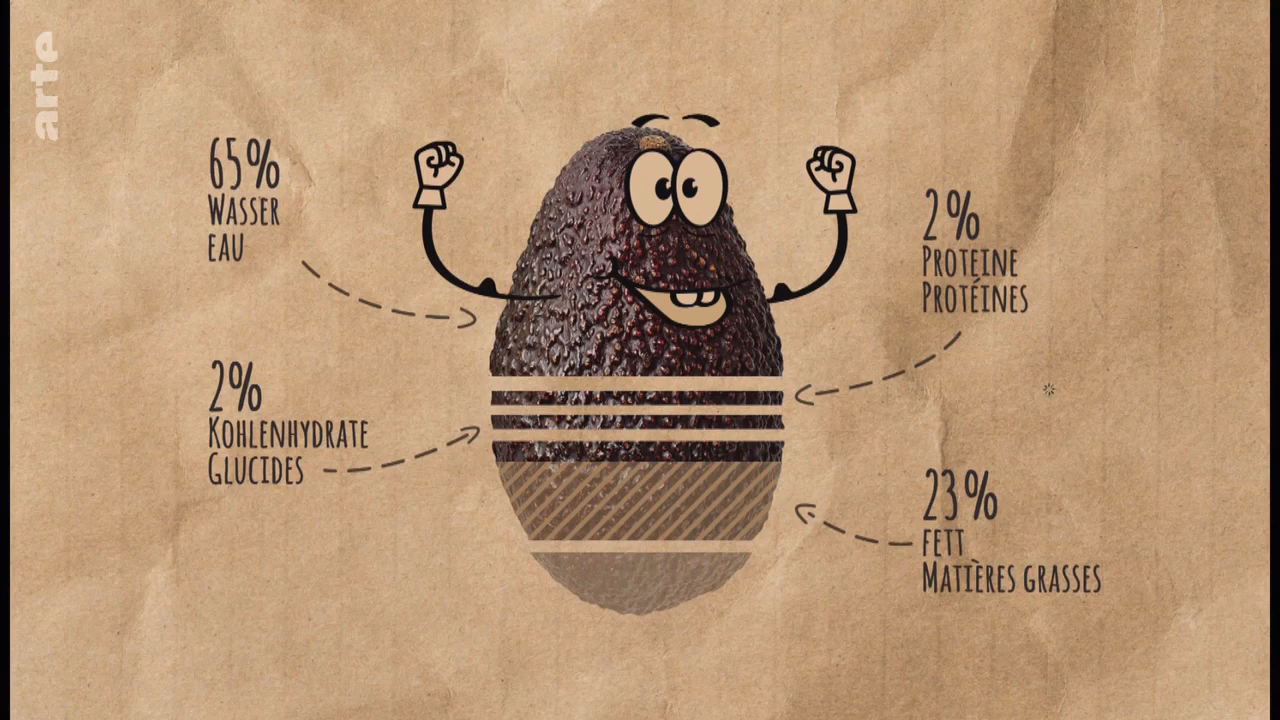 arte
65%
Wasser
eau
2%
Kohlenhydrate
Glucides
2%
Proteine
Protéines
23%
fett
Matières grasses